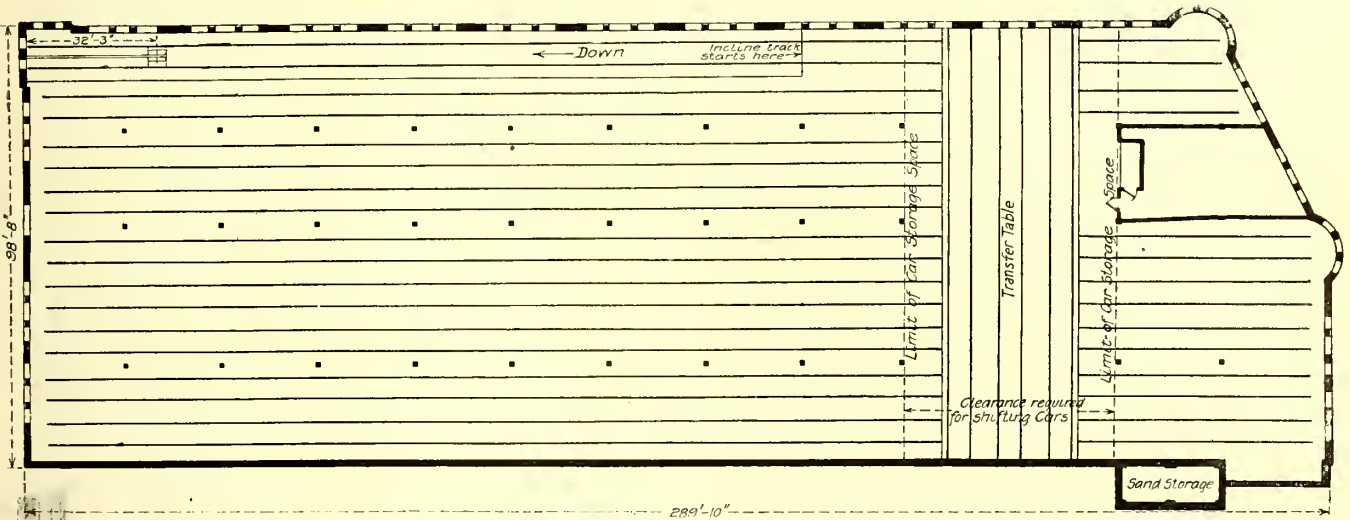 32'-3"
Down
Incline track
starts here
98'-8"
Limit of Car Storage Space
Transfer Table
Limit of Car Storage Space
Clearance required
for shifting Cars
Sand Storage
289'-10"